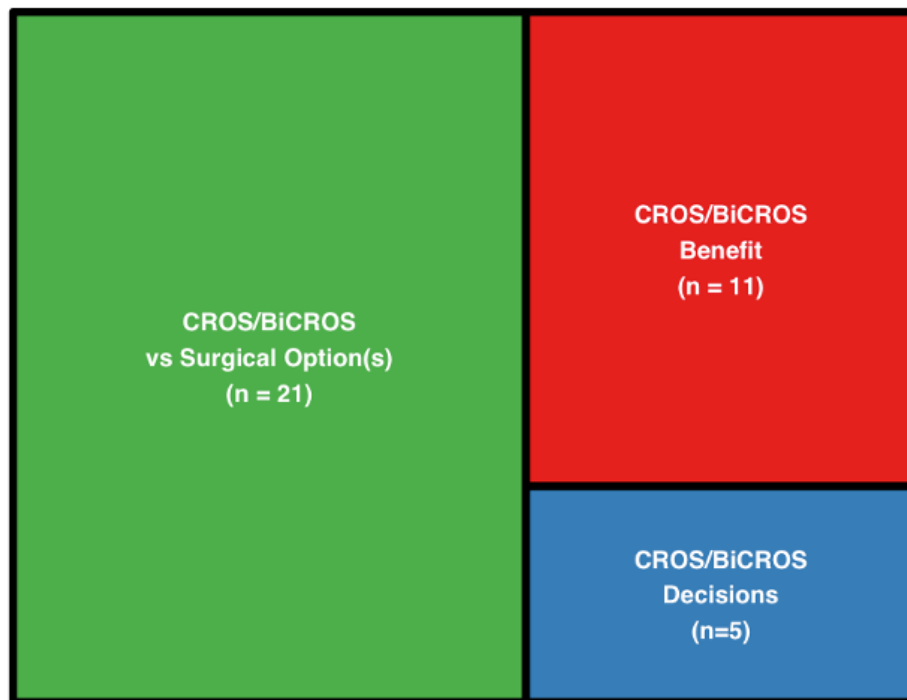 CROS/BiCROS
vs Surgical Option(s)
(n = 21)
CROS/BiCROS
Benefit
(n = 11)
CROS/BiCROS
Decisions
(n=5)